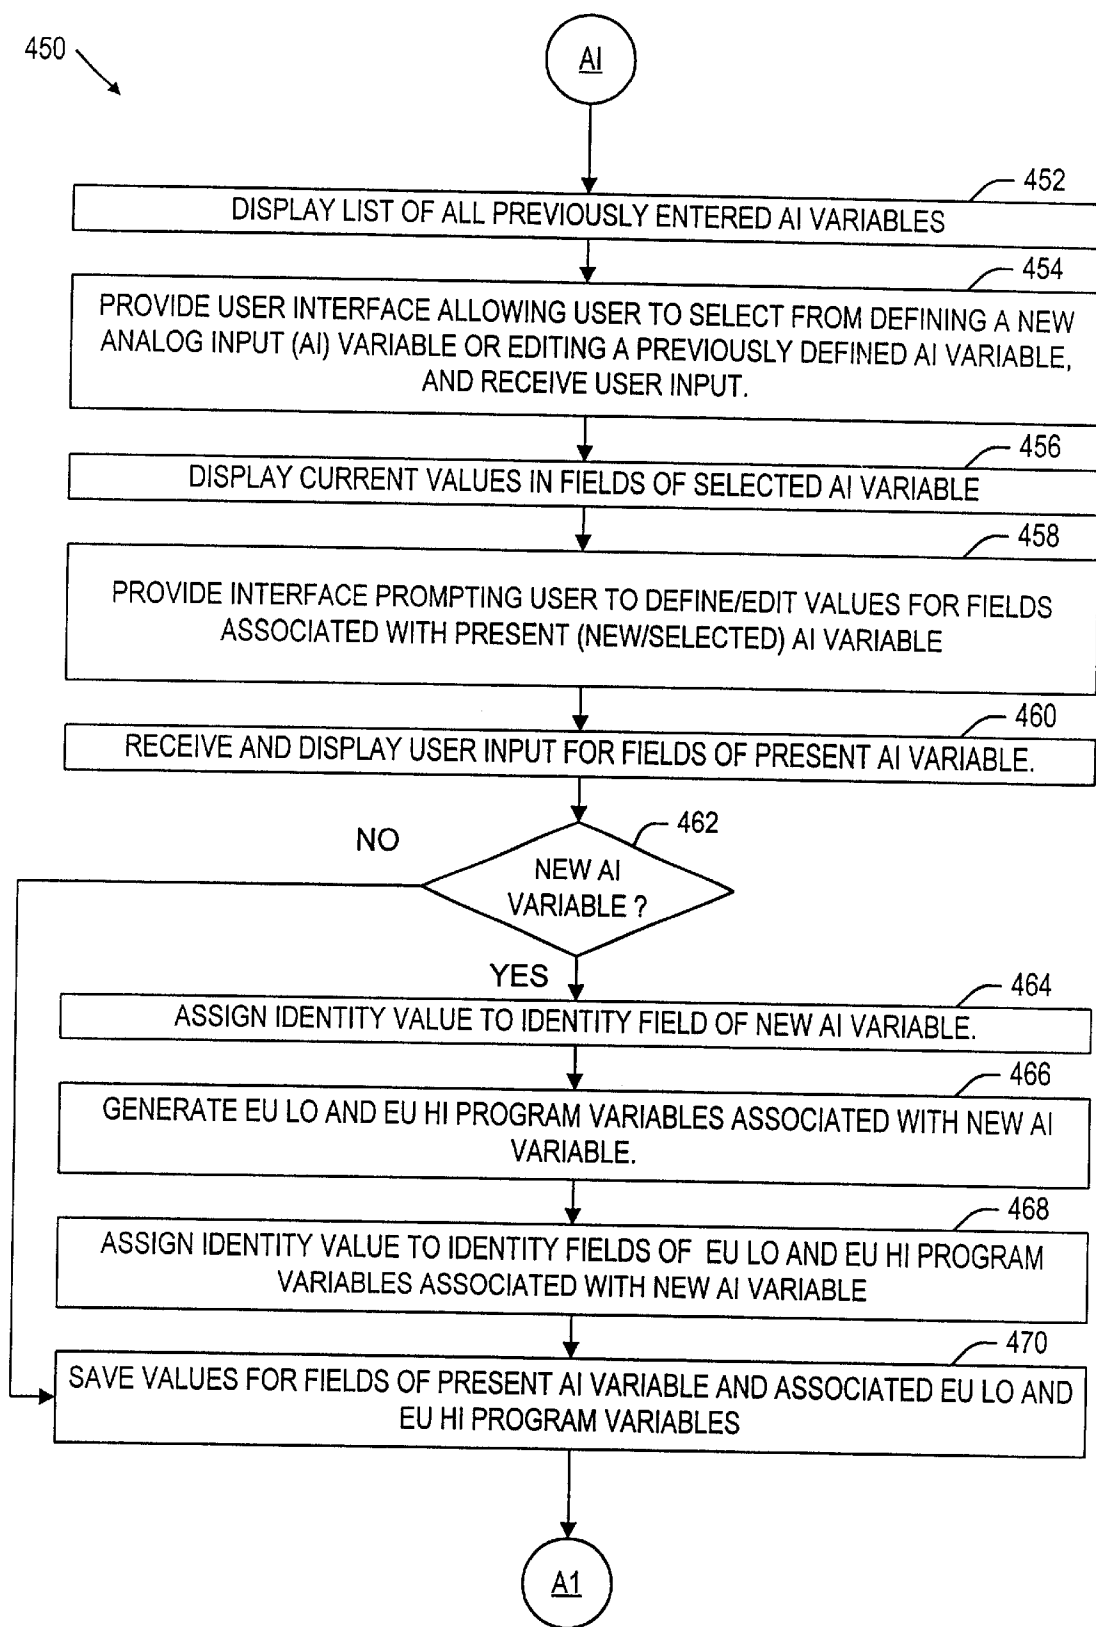 450
AI
452
DISPLAY LIST OF ALL PREVIOUSLY ENTERED AI VARIABLES
454
PROVIDE USER INTERFACE ALLOWING USER TO SELECT FROM DEFINING A NEW
ANALOG INPUT (AI) VARIABLE OR EDITING A PREVIOUSLY DEFINED AI VARIABLE,
AND RECEIVE USER INPUT.
456
DISPLAY CURRENT VALUES IN FIELDS OF SELECTED AI VARIABLE
458
PROVIDE INTERFACE PROMPTING USER TO DEFINE/EDIT VALUES FOR FIELDS
ASSOCIATED WITH PRESENT (NEW/SELECTED) AI VARIABLE
460
RECEIVE AND DISPLAY USER INPUT FOR FIELDS OF PRESENT AI VARIABLE.
462
NO
NEW AI
VARIABLE ?
YES
464
ASSIGN IDENTITY VALUE TO IDENTITY FIELD OF NEW AI VARIABLE.
466
GENERATE EU LO AND EU HI PROGRAM VARIABLES ASSOCIATED WITH NEW AI
VARIABLE.
468
ASSIGN IDENTITY VALUE TO IDENTITY FIELDS OF EU LO AND EU HI PROGRAM
VARIABLES ASSOCIATED WITH NEW AI VARIABLE
470
SAVE VALUES FOR FIELDS OF PRESENT AI VARIABLE AND ASSOCIATED EU LO AND
EU HI PROGRAM VARIABLES
A1